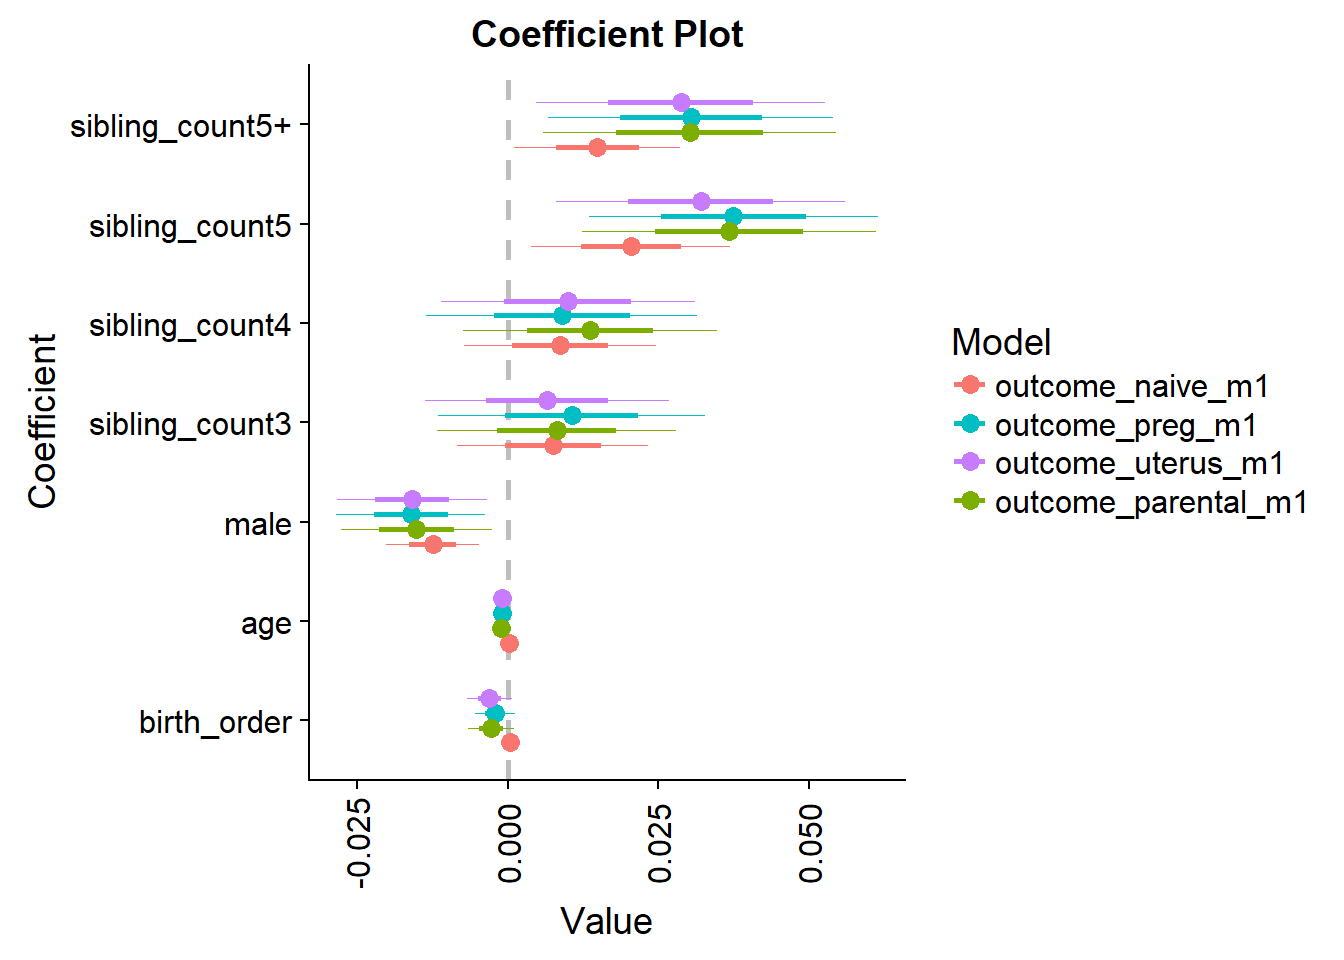 Coefficient Plot
sibling_count5+
sibling_count5
sibling_count4
sibling_count3
male
age
birth_order
Coefficient
-0.025
0.000
0.025
0.050
Value
Model
outcome_naive_m1
outcome_preg_m1
outcome_uterus_m1
outcome_parental_m1